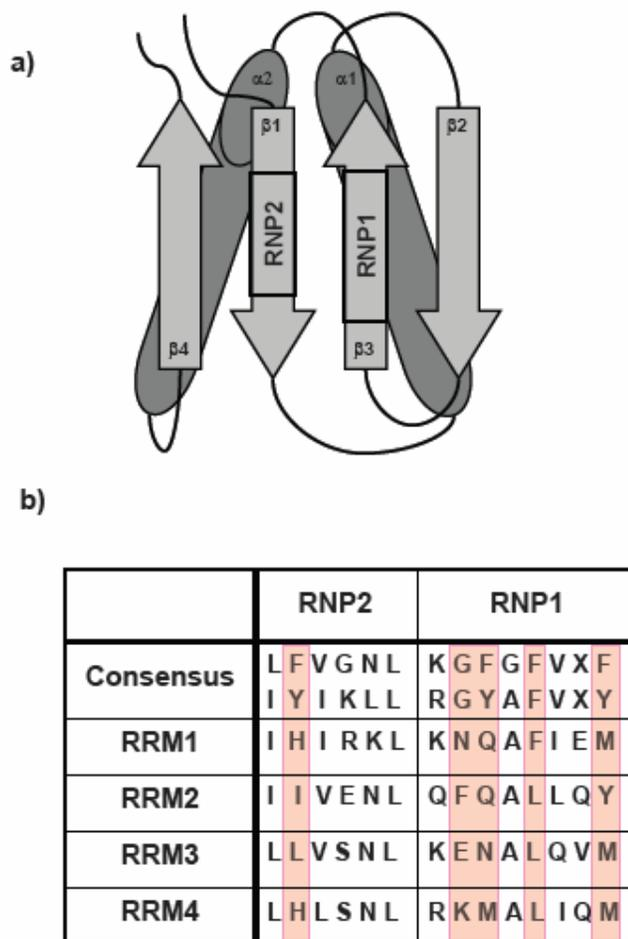 a)
α2
α1
β1
β2
RNP2
RNP1
β4
β3
b)
RNP2 RNP1
Consensus
L F V G N L K G F G F V X F
I Y I K L L R G Y A F V X Y
RRM1 I H I R K L K N Q A F I E M
RRM2 I I V E N L Q F Q A L L Q Y
RRM3 L L V S N L K E N A L Q V M
RRM4 L H L S N L R K M A L I Q M